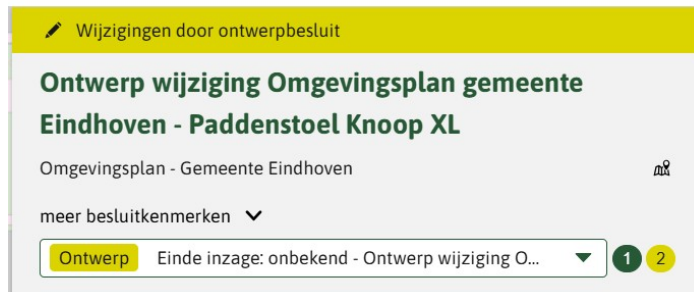 Wijzigingen door ontwerpbesluit
Ontwerp wijziging Omgevingsplan gemeente
Eindhoven - Paddenstoel Knoop XL
Omgevingsplan - Gemeente Eindhoven
meer besluitkenmerken
Ontwerp Einde inzage: onbekend - Ontwerp wijziging O... 1 2